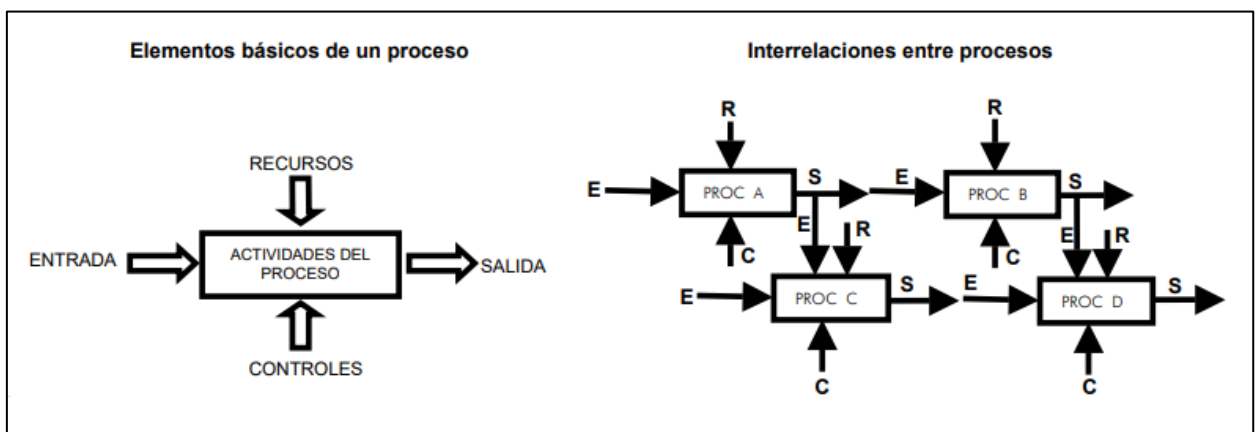 Elementos básicos de un proceso
RECURSOS
ENTRADA
ACTIVIDADES DEL
PROCESO
SALIDA
CONTROLES
Interrelaciones entre procesos
R
E
PROC A
S
C
R
E
PROC B
S
C
E
R
E
PROC C
S
C
E
R
E
PROC D
S
C